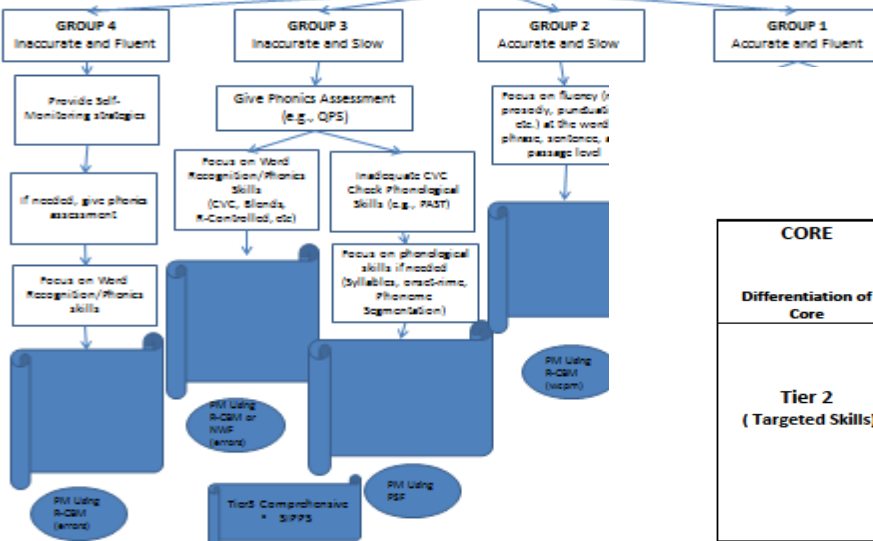 GROUP 4
Inaccurate and Fluent
GROUP 3
Inaccurate and Slow
GROUP 2
Accurate and Slow
GROUP 1
Accurate and Fluent
Provide Self-
Monitoring strategies
If needed, give phonics
assessment
Focus on Word
Recognition/Phonics
skills
PM Using
R-CBM
(errors)
Give Phonics Assessment
(e.g., QPS)
Focus on Word
Recognition/Phonics
Skills
(CVC, Blends,
R-Controlled, etc)
PM Using
R-CBM or
NWF
(errors)
Inadequate CVC
Check Phonological
Skills (e.g., PAST)
Focus on phonological
skills if needed
(Syllables, onset-rime,
Phoneme
Segmentation)
PM Using
PSF
Tier3 Comprehensive
* SIPPS
Focus on fluency
prosody,
etc.) at the word
phrase, sentence,
passage level
PM Using
R-CBM
(wcpm)
CORE
Differentiation of
Core
Tier 2
( Targeted Skills)